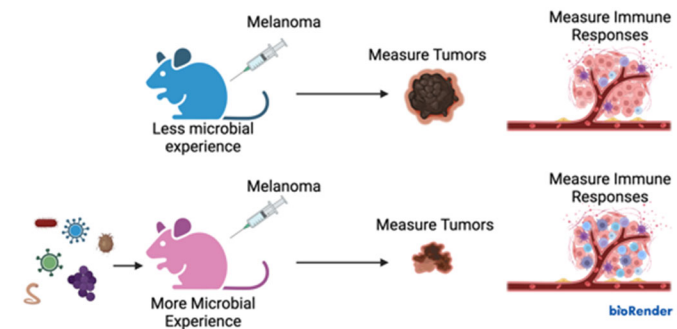 Melanoma
Measure Tumors
Measure Immune
Responses
Less microbial
experience
Melanoma
Measure Tumors
Measure Immune
Responses
More Microbial
Experience
bioRender